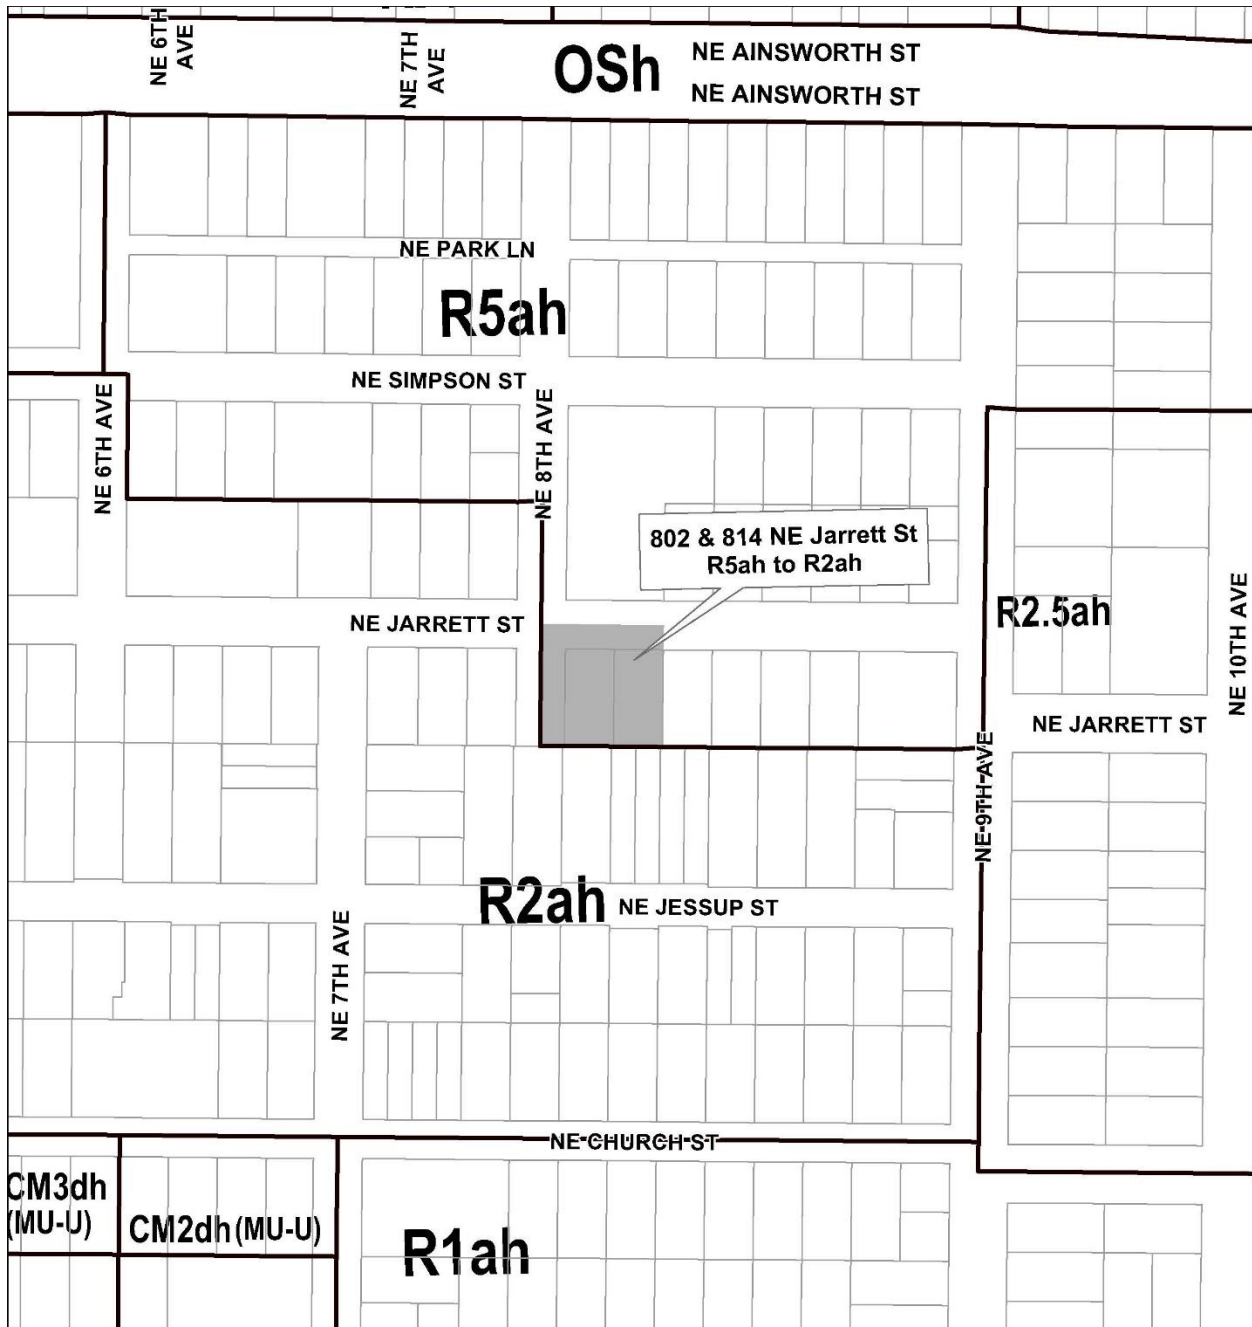 NE 6TH
AVE
NE 7TH
AVE
OSh
NE AINSWORTH ST
NE AINSWORTH ST
NE PARK LN
R5ah
NE SIMPSON ST
NE 6TH AVE
NE 8TH AVE
802 & 814 NE Jarrett St
R5ah to R2ah
NE JARRETT ST
R2.5ah
NE 10TH AVE
NE JARRETT ST
NE 9TH AVE
R2ah
NE JESSUP ST
NE 7TH AVE
NE CHURCH ST
CM3dh
(MU-U)
CM2dh (MU-U)
R1ah